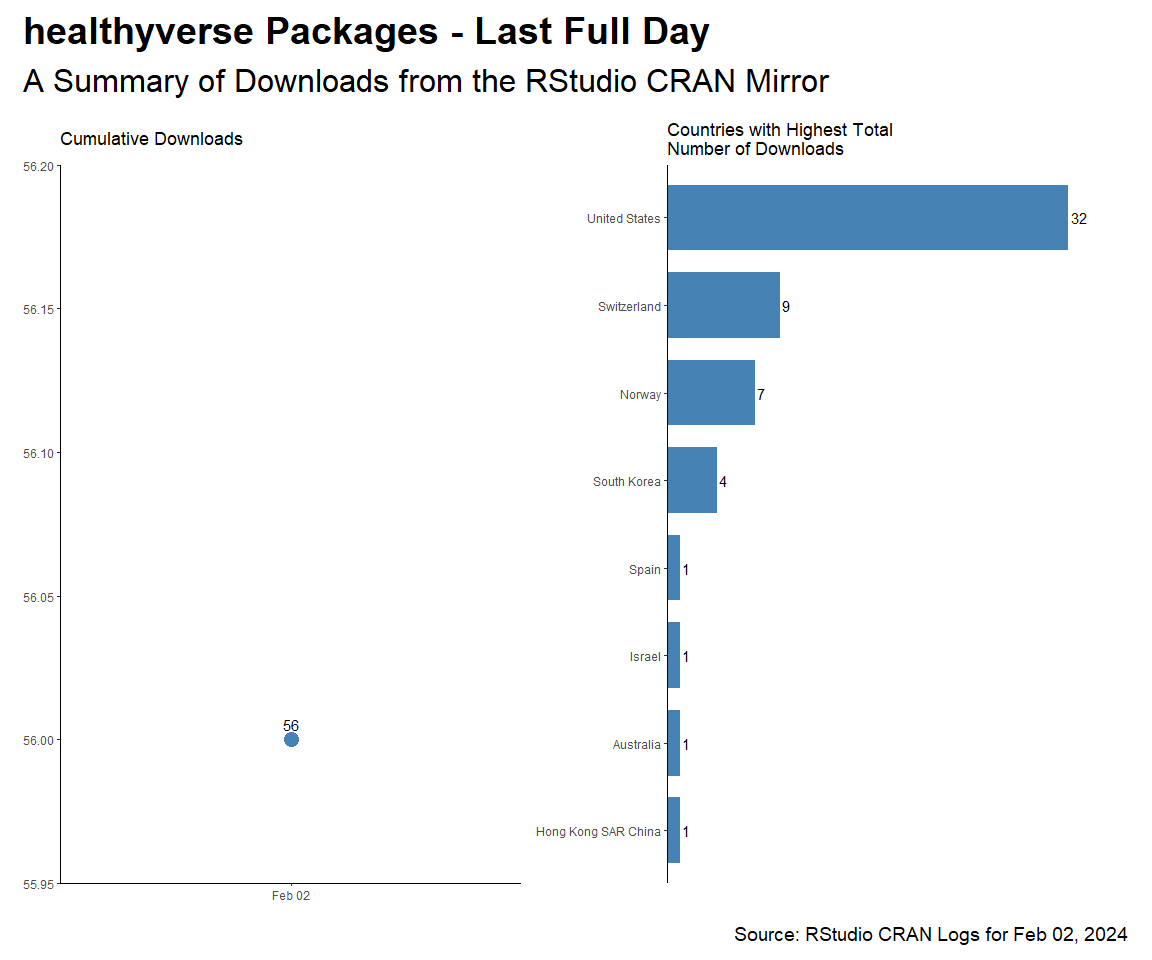 healthyverse Packages - Last Full Day
A Summary of Downloads from the RStudio CRAN Mirror
Cumulative Downloads
56.20
56.15
56.10
56.05
56.00
55.95
56
Feb 02
Countries with Highest Total
Number of Downloads
United States 32
Switzerland 9
Norway 7
South Korea 4
Spain 1
Israel 1
Australia 1
Hong Kong SAR China 1
Source: RStudio CRAN Logs for Feb 02, 2024